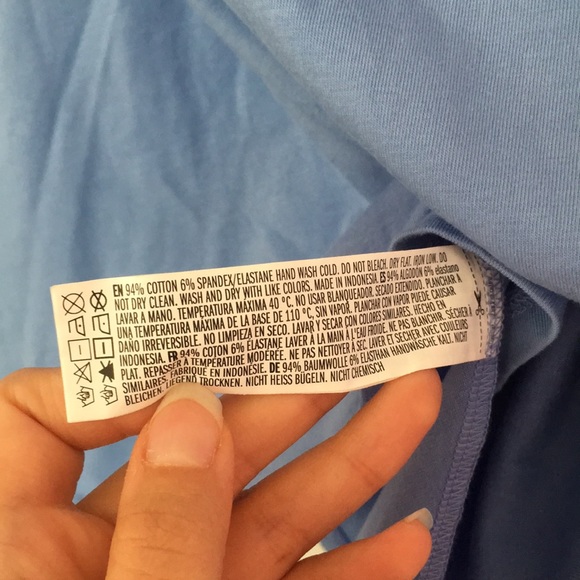 EN 94% COTTON 6% SPANDEX/ELASTANE HAND WASH COLD. DO NOT BLEACH. DRY FLAT. IRON LOW. DO
NOT DRY CLEAN. WASH AND DRY WITH LIKE COLORS. MADE IN INDONESIA. ES 94% ALGODON 6% elastano
LAVAR A MANO. TEMPERATURA MAXIMA 40 °C. NO USAR BLANQUEADOR. SECADO EXTENDIDO. PLANCHAR A
UNA TEMPERATURA MÁXIMA DE LA BASE DE 110 °C, SIN VAPOR. PLANCHAR CON VAPOR PUEDE CAUSAR
DAÑO IRREVERSIBLE. NO LIMPIEZA EN SECO. LAVAR Y SECAR CON COLORES SIMILARES. HECHO EN
INDONESIA. FR 94% COTON 6% ELASTANE LAVER À LA MAIN À L'EAU FROIDE. NE PAS BLANCHIR. SÉCHER À
PLAT. REPASSER À TEMPÉRATURE MODÉRÉE. NE PAS NETTOYER À SEC. LAVER ET SÉCHER AVEC COULEURS
SIMILAIRES. FABRIQUÉ EN INDONÉSIE. DE 94% BAUMWOLLE 6% ELASTHAN HANDWÄSCHE KALT. NICHT
BLEICHEN. LIEGEND TROCKNEN. NICHT HEISS BÜGELN. NICHT CHEMISCH